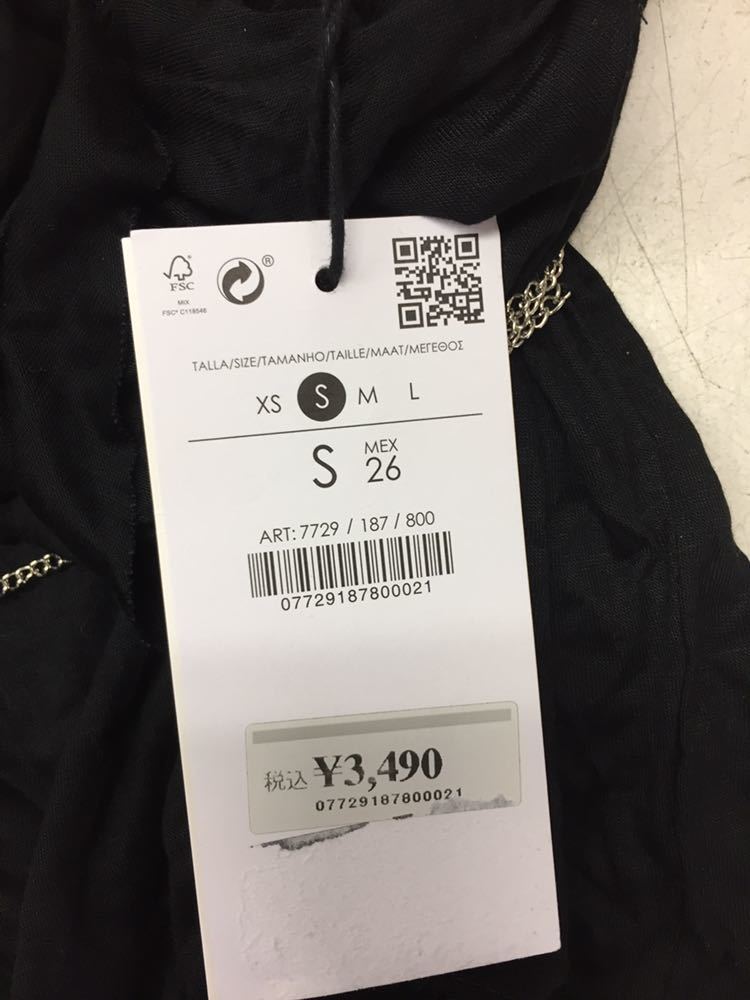 FSC
MIX
FSC® C118546
®
TALLA/SIZE/TAMANHO/TAILLE/MAAT/ΜΕΓΕΘΟΣ
XS S M L
S MEX 26
ART: 7729 / 187 / 800
07729187800021
税込 ¥3,490
07729187800021